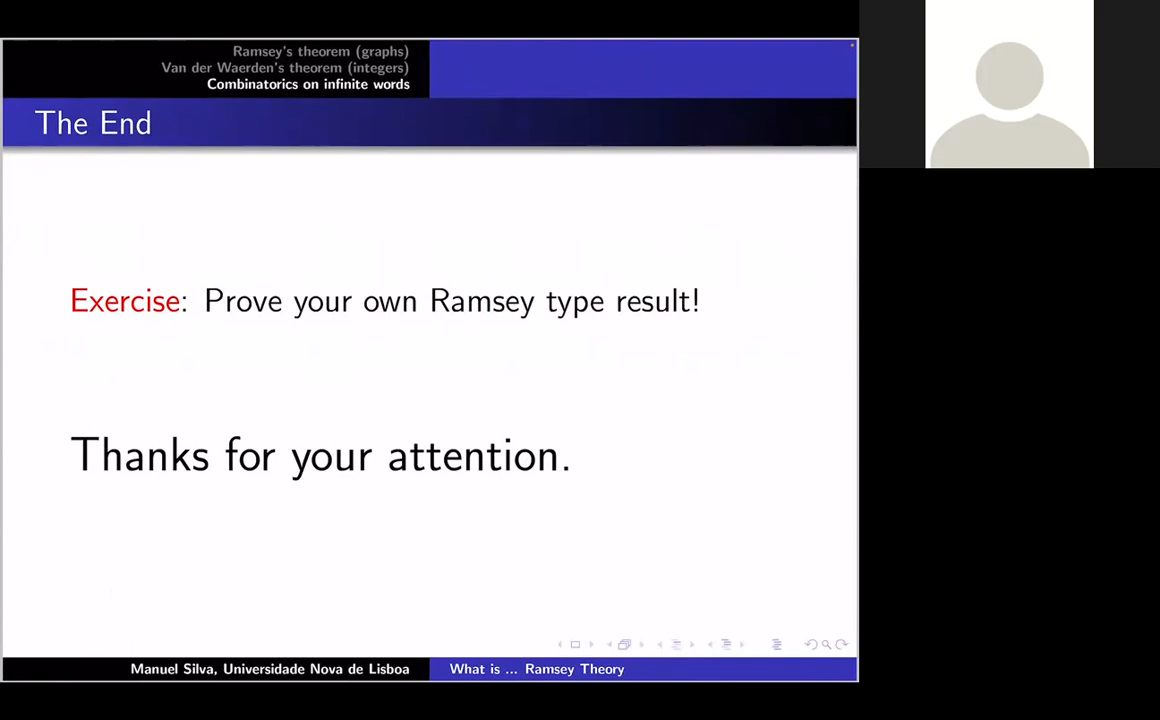 Ramsey's theorem (graphs)
Van der Waerden's theorem (integers)
Combinatorics on infinite words
The End
Exercise: Prove your own Ramsey type result!
Thanks for your attention.
Manuel Silva, Universidade Nova de Lisboa
What is ... Ramsey Theory